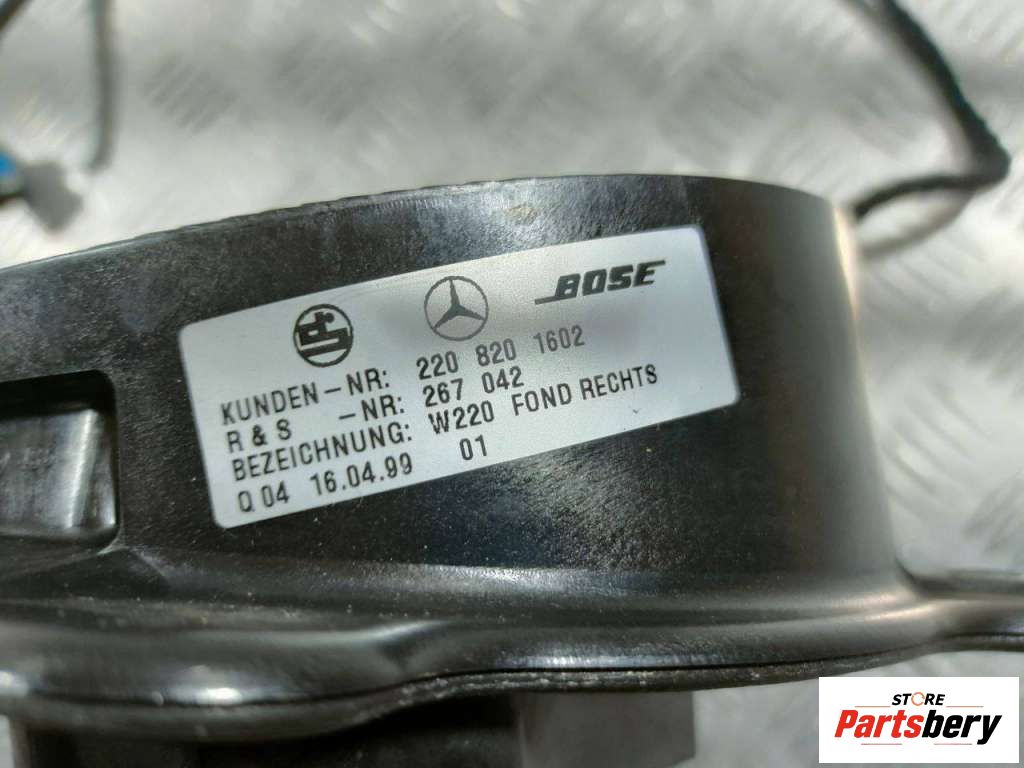 BOSE
KUNDEN-NR: 220 820 1602
R & S -NR: 267 042
BEZEICHNUNG: W220 FOND RECHTS
Q 04 16.04.99 01
STORE
Partsbery